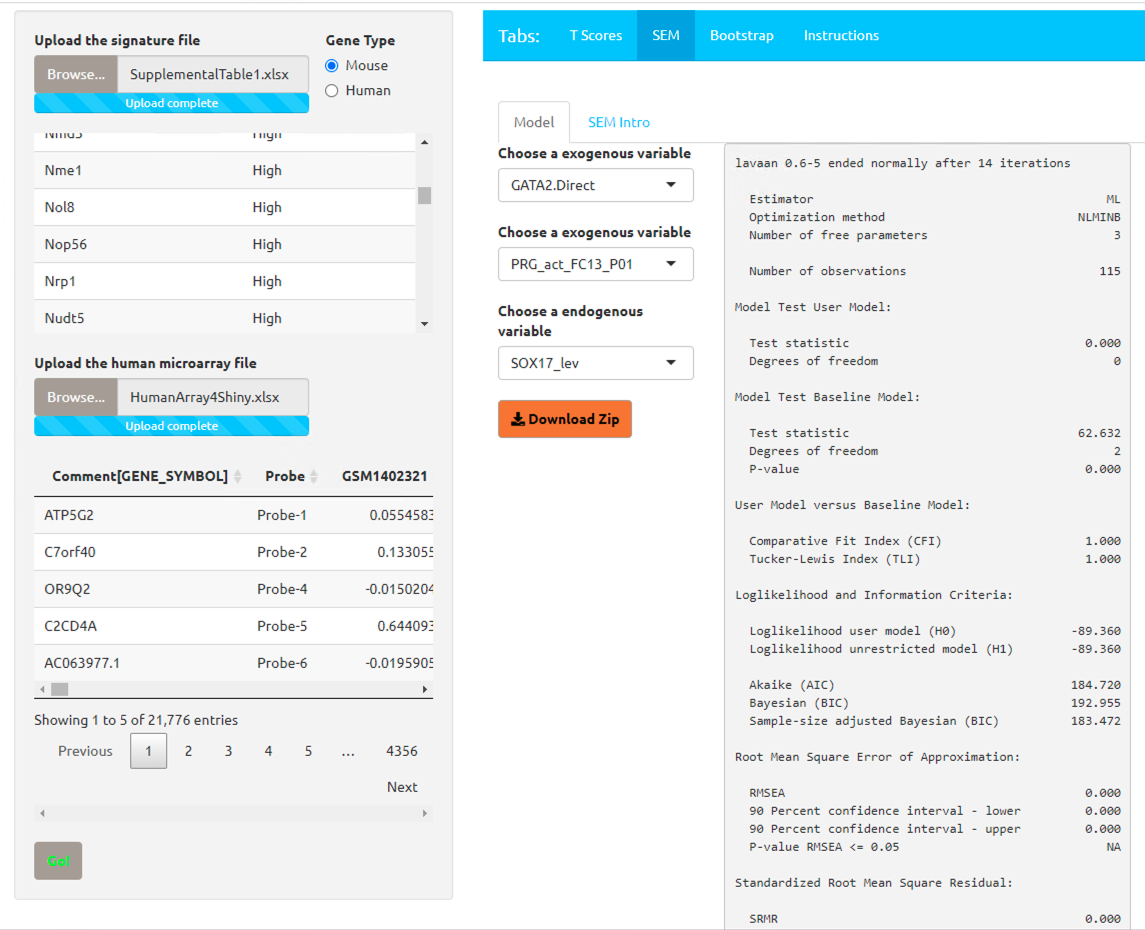 Upload the signature file
Gene Type
Browse... SupplementalTable1.xlsx
Upload complete
Mouse
Human
High
Nme1 High
Nol8 High
Nop56 High
Nrp1 High
Nudt5 High
Upload the human microarray file
Browse... HumanArray4Shiny.xlsx
Upload complete
Comment[GENE_SYMBOL] Probe GSM1402321
ATP5G2 Probe-1 0.0554583
C7orf40 Probe-2 0.133055
OR9Q2 Probe-4 -0.0150204
C2CD4A Probe-5 0.644093
AC063977.1 Probe-6 -0.0195905
Showing 1 to 5 of 21,776 entries
Previous 1 2 3 4 5 ... 4356
Next
Go!
Tabs: T Scores SEM Bootstrap Instructions
Model SEM Intro
Choose a exogenous variable
GATA2.Direct
Choose a exogenous variable
PRG_act_FC13_P01
Choose a endogenous
variable
SOX17_lev
Download Zip
lavaan 0.6-5 ended normally after 14 iterations
Estimator ML
Optimization method NLMINB
Number of free parameters 3
Number of observations 115
Model Test User Model:
Test statistic 0.000
Degrees of freedom 0
Model Test Baseline Model:
Test statistic 62.632
Degrees of freedom 2
P-value 0.000
User Model versus Baseline Model:
Comparative Fit Index (CFI) 1.000
Tucker-Lewis Index (TLI) 1.000
Loglikelihood and Information Criteria:
Loglikelihood user model (H0) -89.360
Loglikelihood unrestricted model (H1) -89.360
Akaike (AIC) 184.720
Bayesian (BIC) 192.955
Sample-size adjusted Bayesian (BIC) 183.472
Root Mean Square Error of Approximation:
RMSEA 0.000
90 Percent confidence interval - lower 0.000
90 Percent confidence interval - upper 0.000
P-value RMSEA <= 0.05 NA
Standardized Root Mean Square Residual:
SRMR 0.000